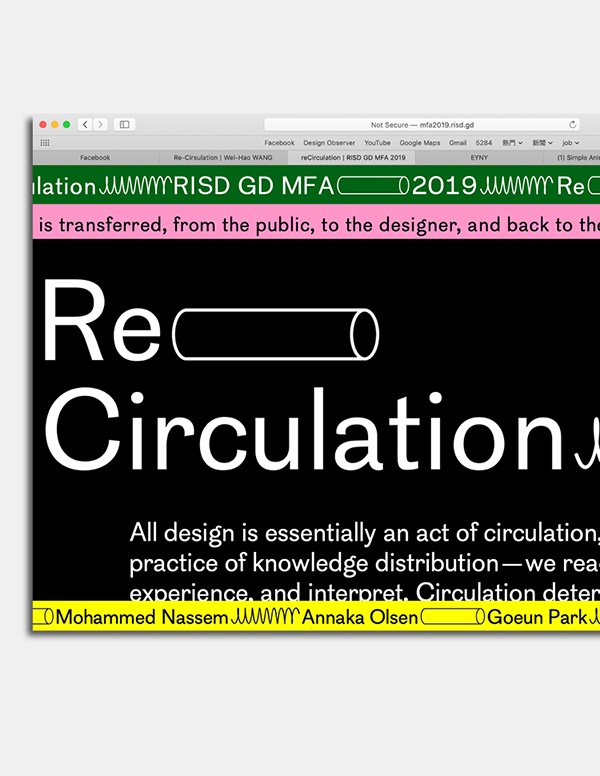 Not Secure — mfa2019.risd.gd
Facebook Design Observer YouTube Google Maps Gmail 5284 熱門 新聞 job
Facebook Re-Cirsulation | Wei-Hao WANG reCirculation | RISD GD MFA 2019 EYNY (1) Simple Anim
ulation RISD GD MFA 2019 Re
is transferred, from the public, to the designer, and back to the
Re
Circulation
All design is essentially an act of circulation,
practice of knowledge distribution—we rea
experience, and interpret. Circulation deter
Mohammed Nassem Annaka Olsen Goeun Park